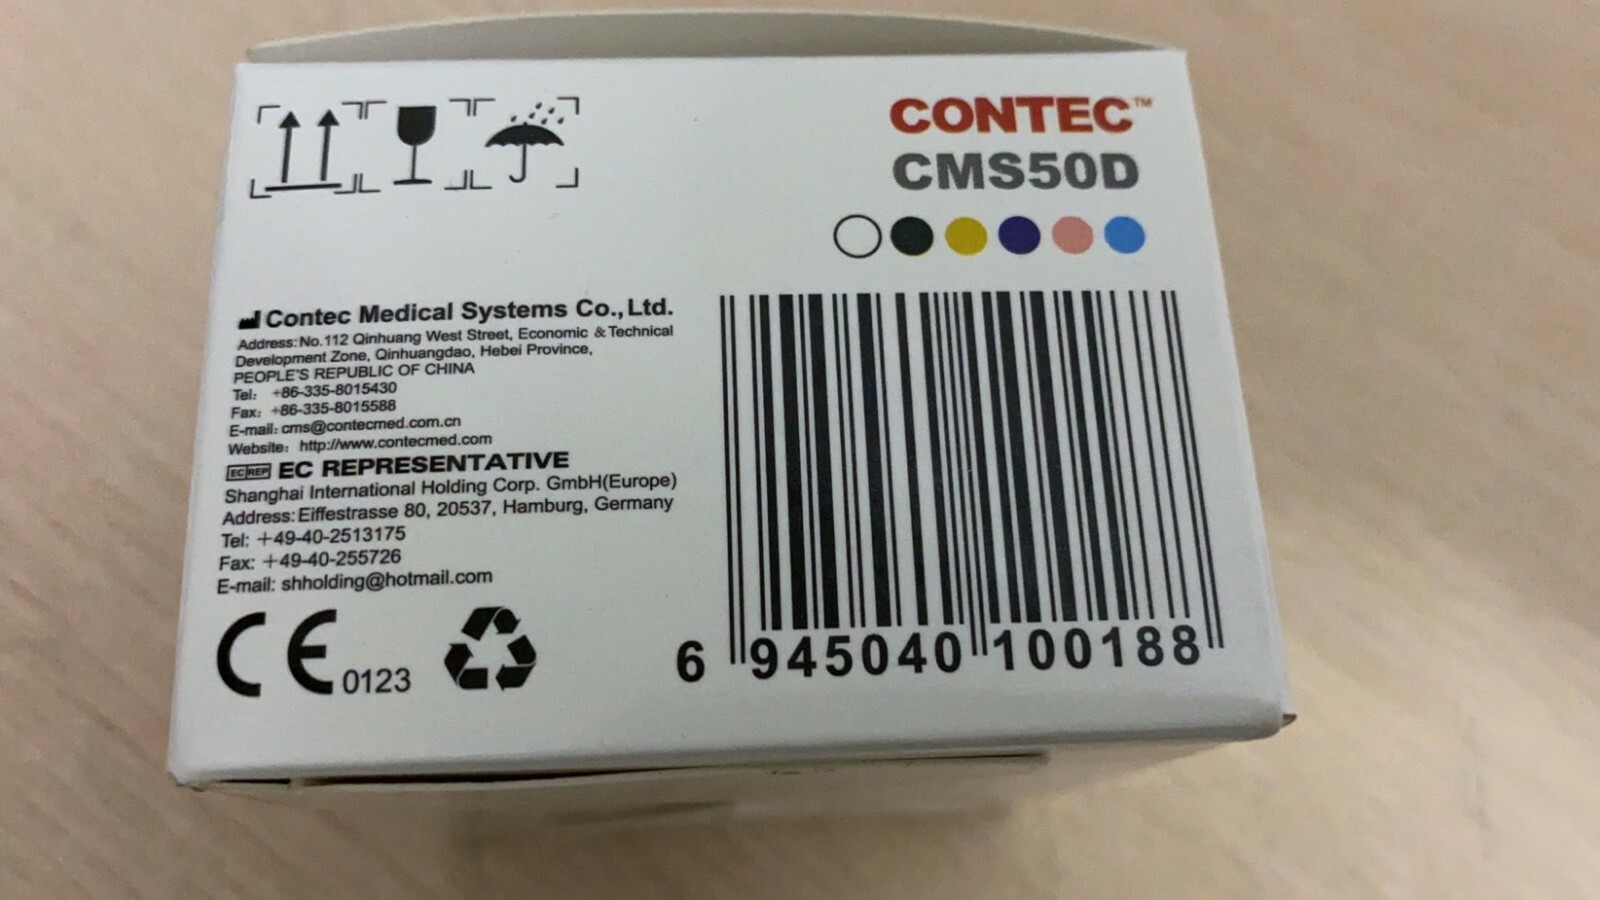 CONTEC™
CMS50D
Contec Medical Systems Co., Ltd.
Address: No.112 Qinhuang West Street, Economic & Technical
Development Zone, Qinhuangdao, Hebei Province,
PEOPLE'S REPUBLIC OF CHINA
Tel: +86-335-8015430
Fax: +86-335-8015588
E-mail: cms@contecmed.com.cn
Website: http://www.contecmed.com
EC REP EC REPRESENTATIVE
Shanghai International Holding Corp. GmbH(Europe)
Address: Eiffestrasse 80, 20537, Hamburg, Germany
Tel: +49-40-2513175
Fax: +49-40-255726
E-mail: shholding@hotmail.com
CE 0123
6 945040 100188